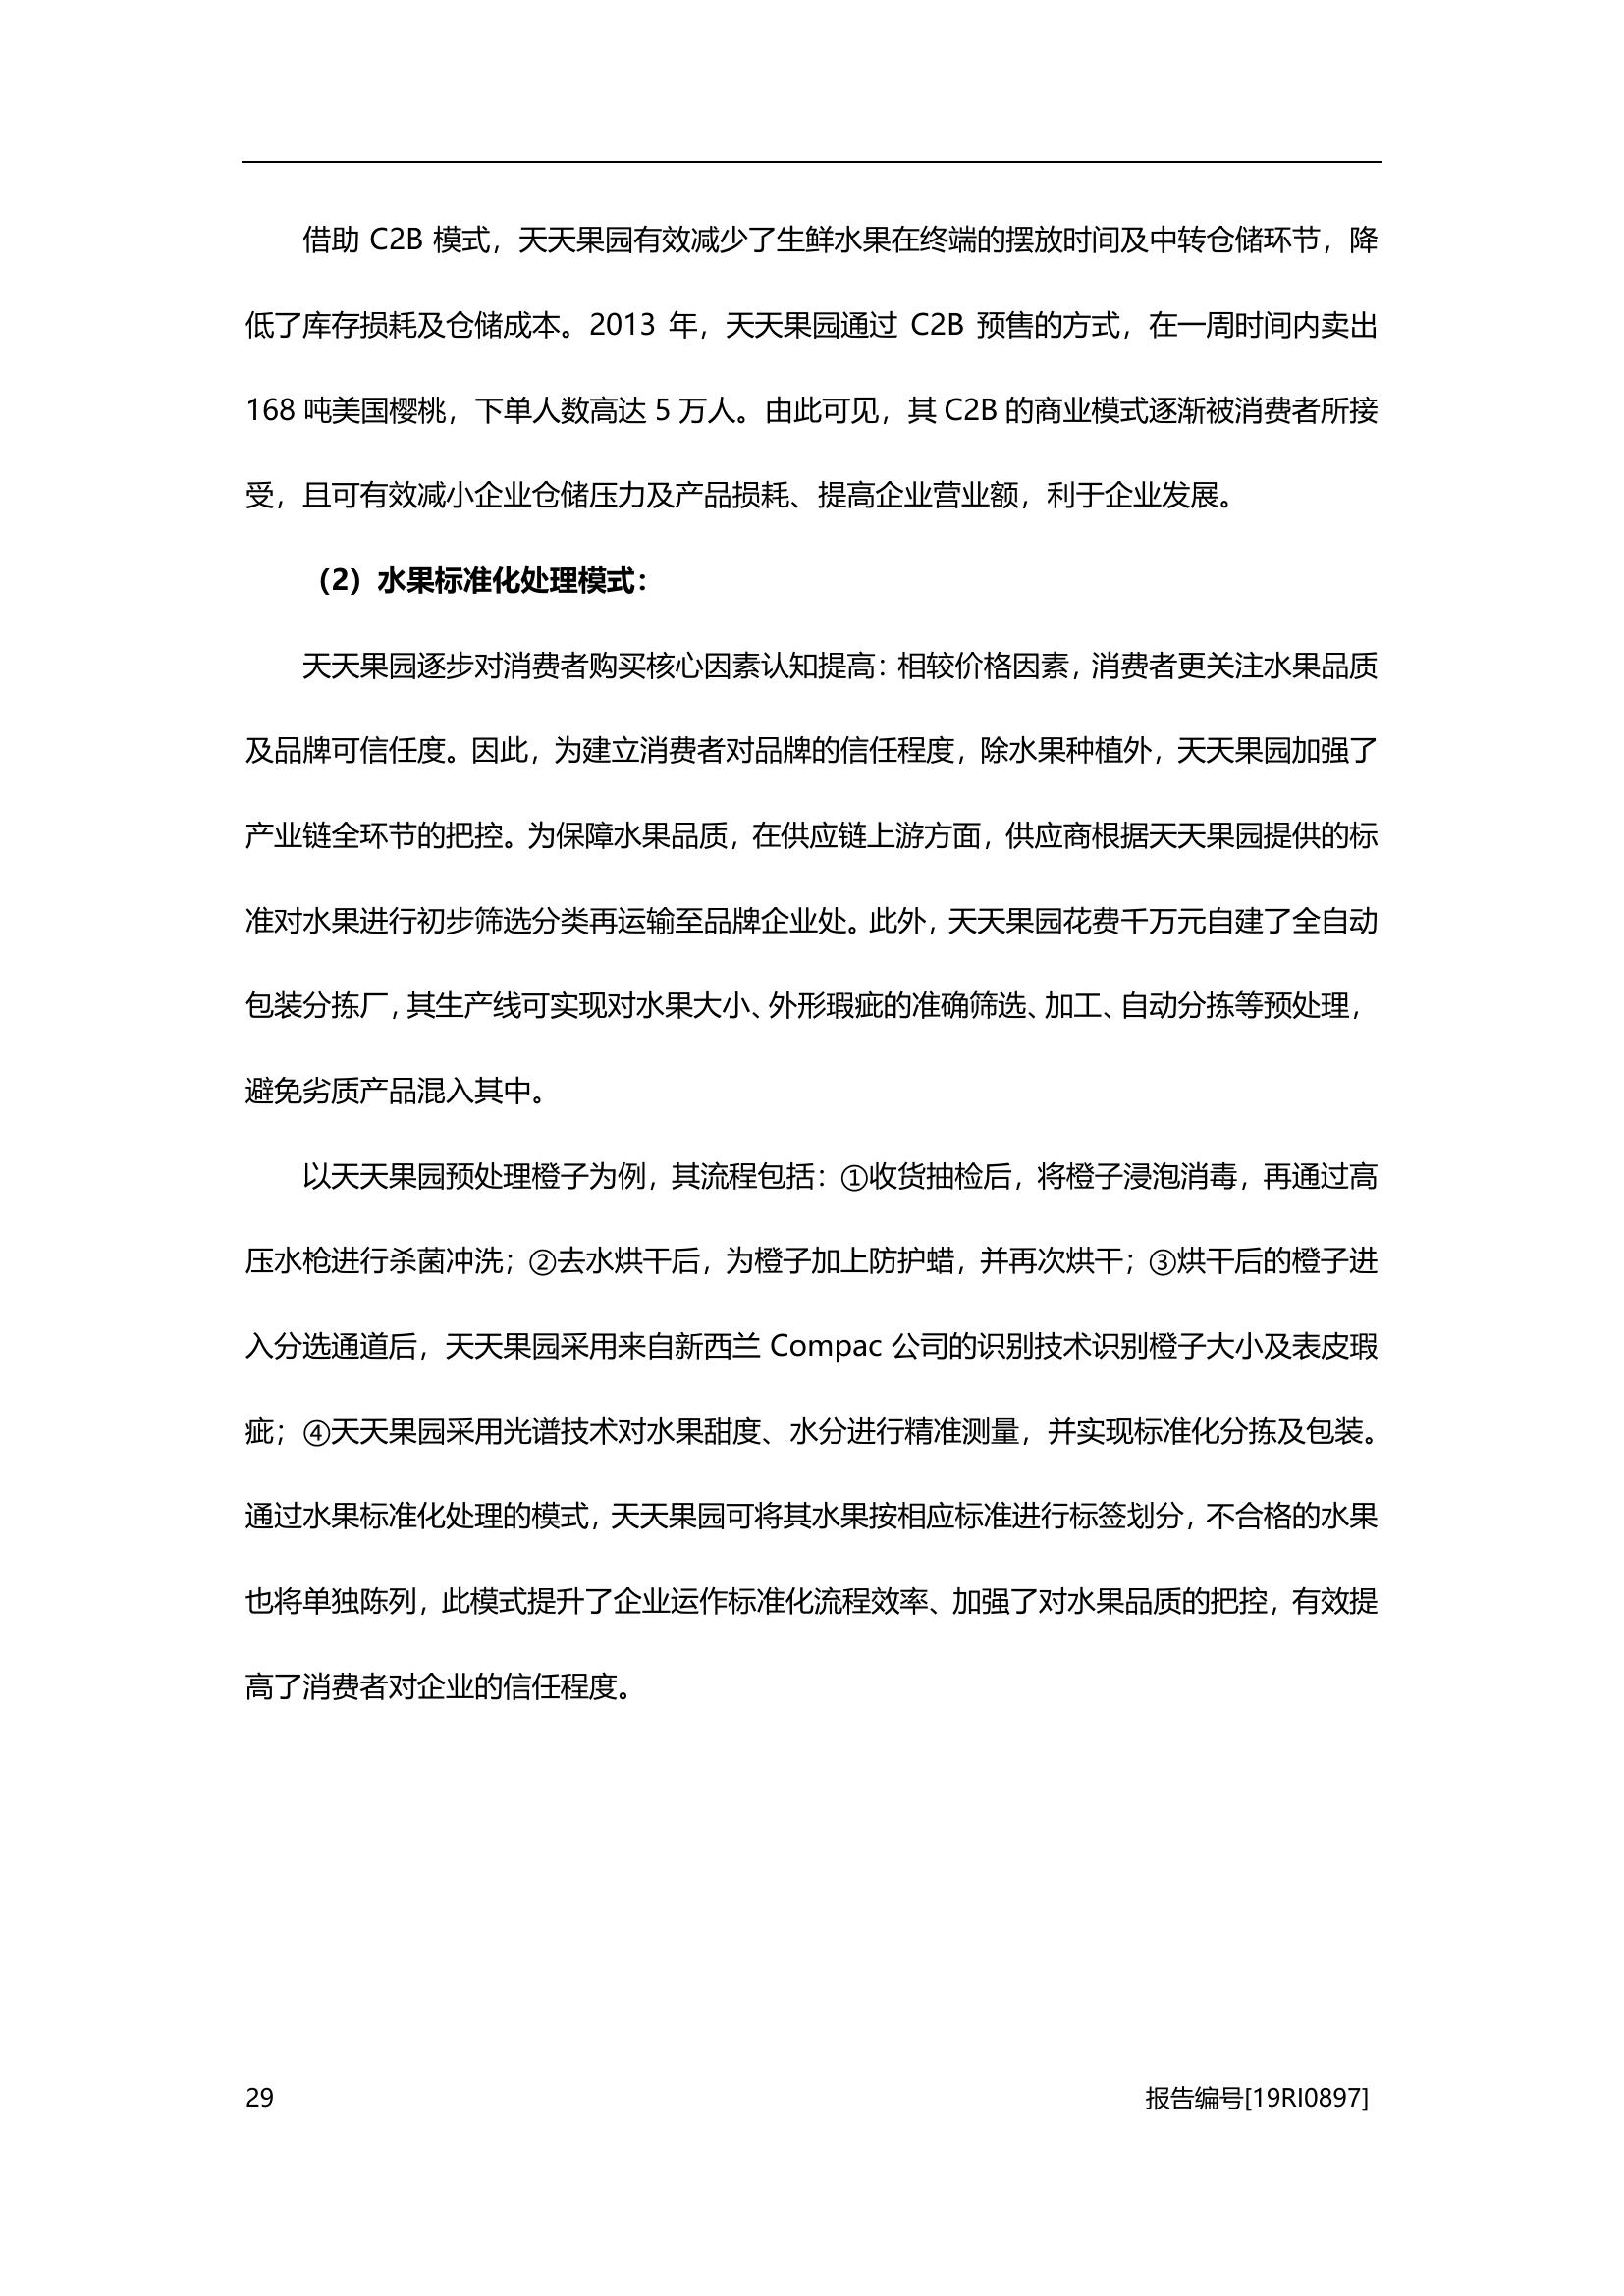 借助 C2B 模式，天天果园有效减少了生鲜水果在终端的摆放时间及中转仓储环节，降
低了库存损耗及仓储成本。2013 年，天天果园通过 C2B 预售的方式，在一周时间内卖出
168 吨美国樱桃，下单人数高达 5 万人。由此可见，其 C2B 的商业模式逐渐被消费者所接
受，且可有效减小企业仓储压力及产品损耗、提高企业营业额，利于企业发展。
（2）水果标准化处理模式：
天天果园逐步对消费者购买核心因素认知提高：相较价格因素，消费者更关注水果品质
及品牌可信任度。因此，为建立消费者对品牌的信任程度，除水果种植外，天天果园加强了
产业链全环节的把控。为保障水果品质，在供应链上游方面，供应商根据天天果园提供的标
准对水果进行初步筛选分类再运输至品牌企业处。此外，天天果园花费千万元自建了全自动
包装分拣厂，其生产线可实现对水果大小、外形瑕疵的准确筛选、加工、自动分拣等预处理，
避免劣质产品混入其中。
以天天果园预处理橙子为例，其流程包括：①收货抽检后，将橙子浸泡消毒，再通过高
压水枪进行杀菌冲洗；②去水烘干后，为橙子加上防护蜡，并再次烘干；③烘干后的橙子进
入分选通道后，天天果园采用来自新西兰 Compac 公司的识别技术识别橙子大小及表皮瑕
疵；④天天果园采用光谱技术对水果甜度、水分进行精准测量，并实现标准化分拣及包装。
通过水果标准化处理的模式，天天果园可将其水果按相应标准进行标签划分，不合格的水果
也将单独陈列，此模式提升了企业运作标准化流程效率、加强了对水果品质的把控，有效提
高了消费者对企业的信任程度。
29
报告编号[19RI0897]